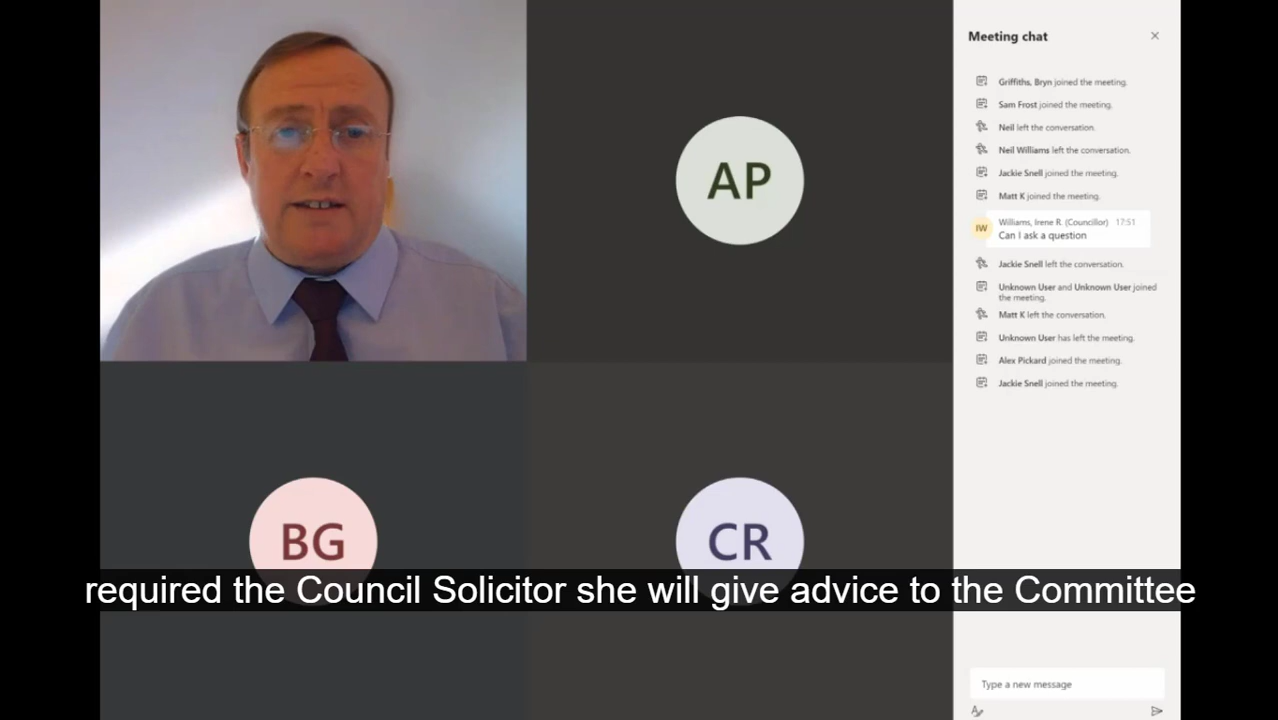 Meeting chat
Griffiths, Bryn joined the meeting.
Sam Frost joined the meeting.
Neil left the conversation.
Neil Williams left the conversation.
Jackie Snell joined the meeting.
Matt K joined the meeting.
IW
Williams, Irene R. (Councillor) 17:51
Can I ask a question
Jackie Snell left the conversation.
Unknown User and Unknown User joined
the meeting.
Matt K left the conversation.
Unknown User has left the meeting.
Alex Pickard joined the meeting.
Jackie Snell joined the meeting.
AP
BG
CR
required the Council Solicitor she will give advice to the Committee
Type a new message